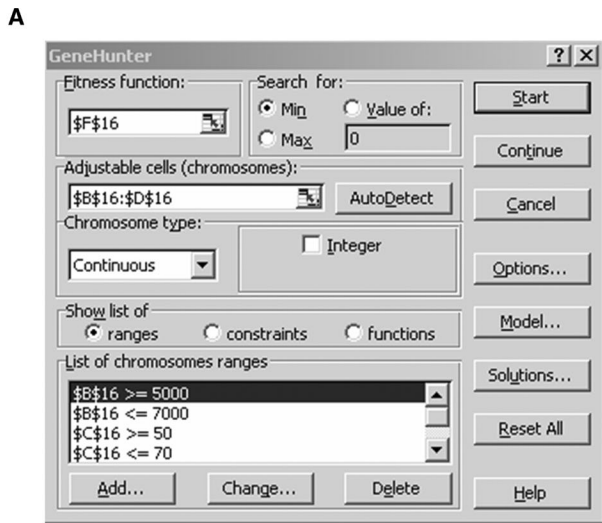 A
GeneHunter
Fitness function:
$F$16
Search for:
Min
Value of:
Max
0
Start
Continue
Adjustable cells (chromosomes):
$B$16:$D$16
AutoDetect
Cancel
Chromosome type:
Continuous
Integer
Options...
Show list of
ranges
constraints
functions
Model...
List of chromosomes ranges
$B$16 >= 5000
$B$16 <= 7000
$C$16 >= 50
$C$16 <= 70
Solutions...
Reset All
Add...
Change...
Delete
Help